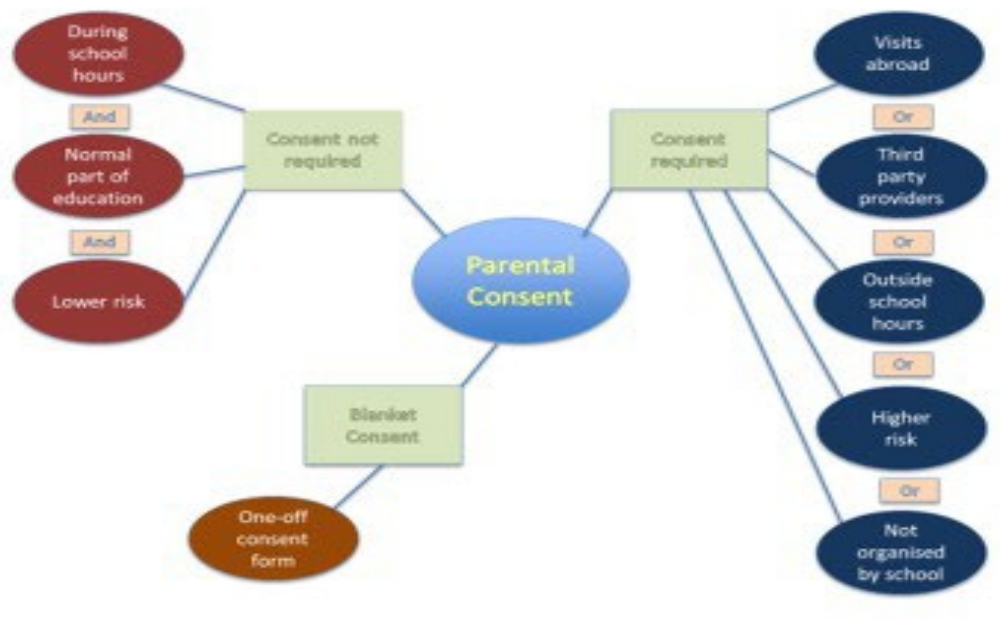 During
school
hours
And
Normal
part of
education
And
Lower risk
Consent not
required
Parental
Consent
Blanket
Consent
One-off
consent
form
Consent
required
Visits
abroad
Or
Third
party
providers
Or
Outside
school
hours
Or
Higher
risk
Or
Not
organised
by school